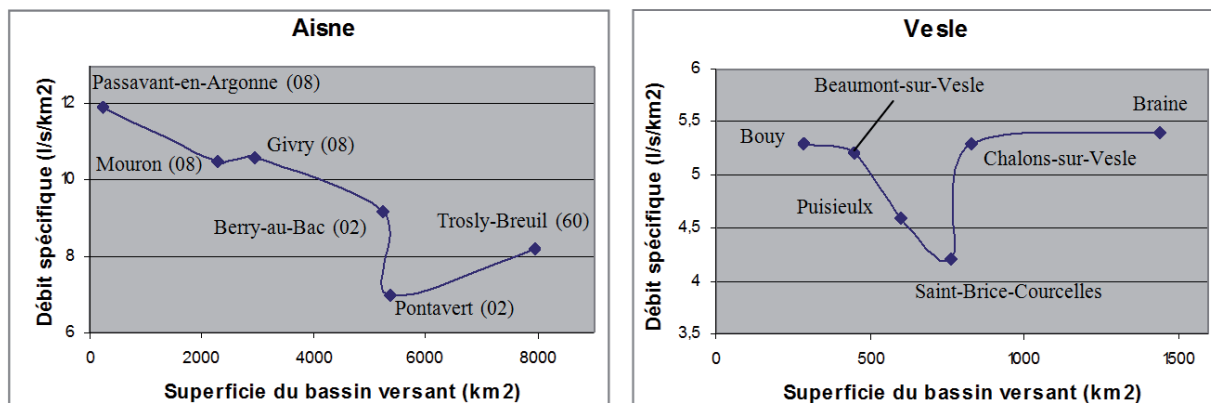 Aisne
Débit spécifique (l/s/km2)
12
10
8
6
Passavant-en-Argonne (08)
Mouron (08)
Givry (08)
Berry-au-Bac (02)
Trosly-Breuil (60)
Pontavert (02)
0 2000 4000 6000 8000
Superficie du bassin versant (km2)
Vesle
Débit spécifique (l/s/km2)
6
5,5
5
4,5
4
3,5
Beaumont-sur-Vesle
Braine
Bouy
Chalons-sur-Vesle
Puisieulx
Saint-Brice-Courcelles
0 500 1000 1500
Superficie du bassin versant (km2)